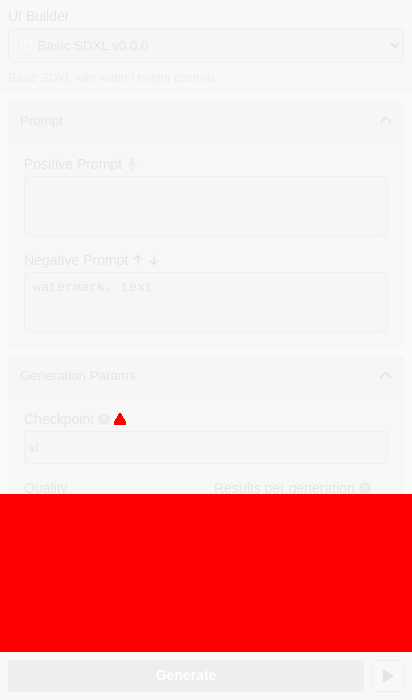 UI Builder
Basic SDXL v0.0.0
Basic SDXL with width / height controls
Prompt
Positive Prompt
Negative Prompt
watermark, text
Generation Params
Checkpoint
xl
Quality Results per generation
Generate